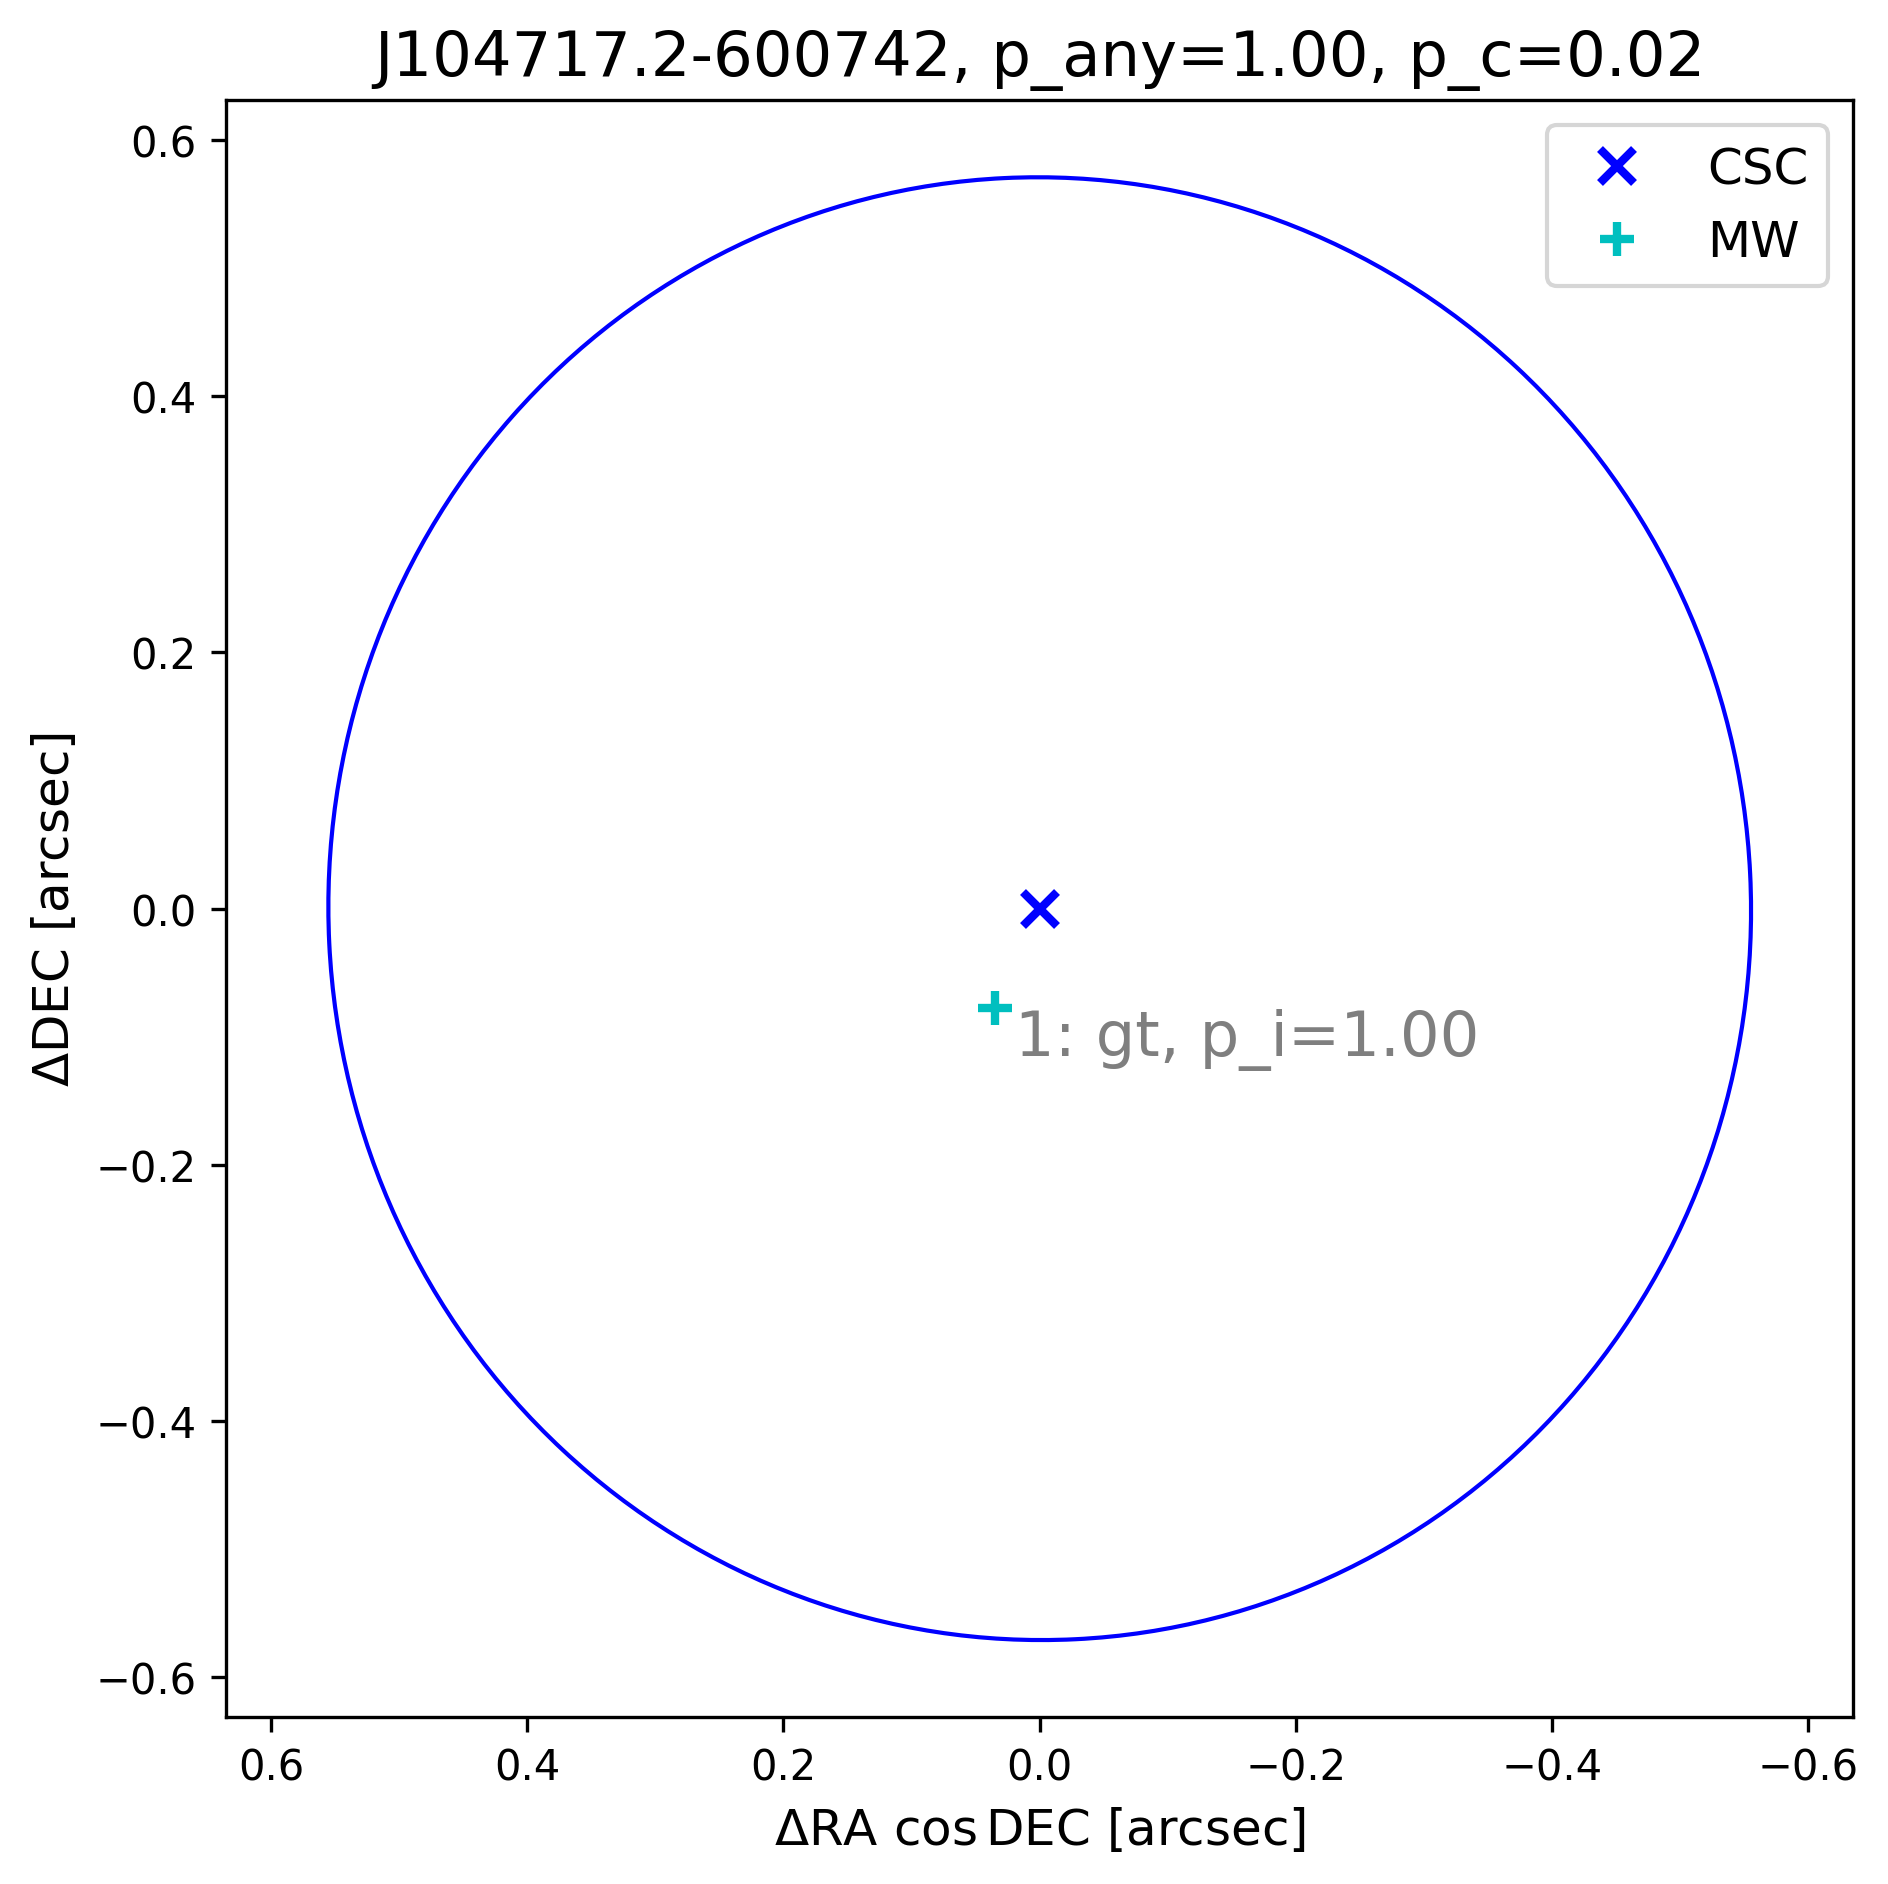 J104717.2-600742, p_any=1.00, p_c=0.02
CSC
MW
0.6
0.4
0.2
0.0
−0.2
−0.4
−0.6
ΔDEC [arcsec]
1: gt, p_i=1.00
0.6 0.4 0.2 0.0 −0.2 −0.4 −0.6
ΔRA cos DEC [arcsec]